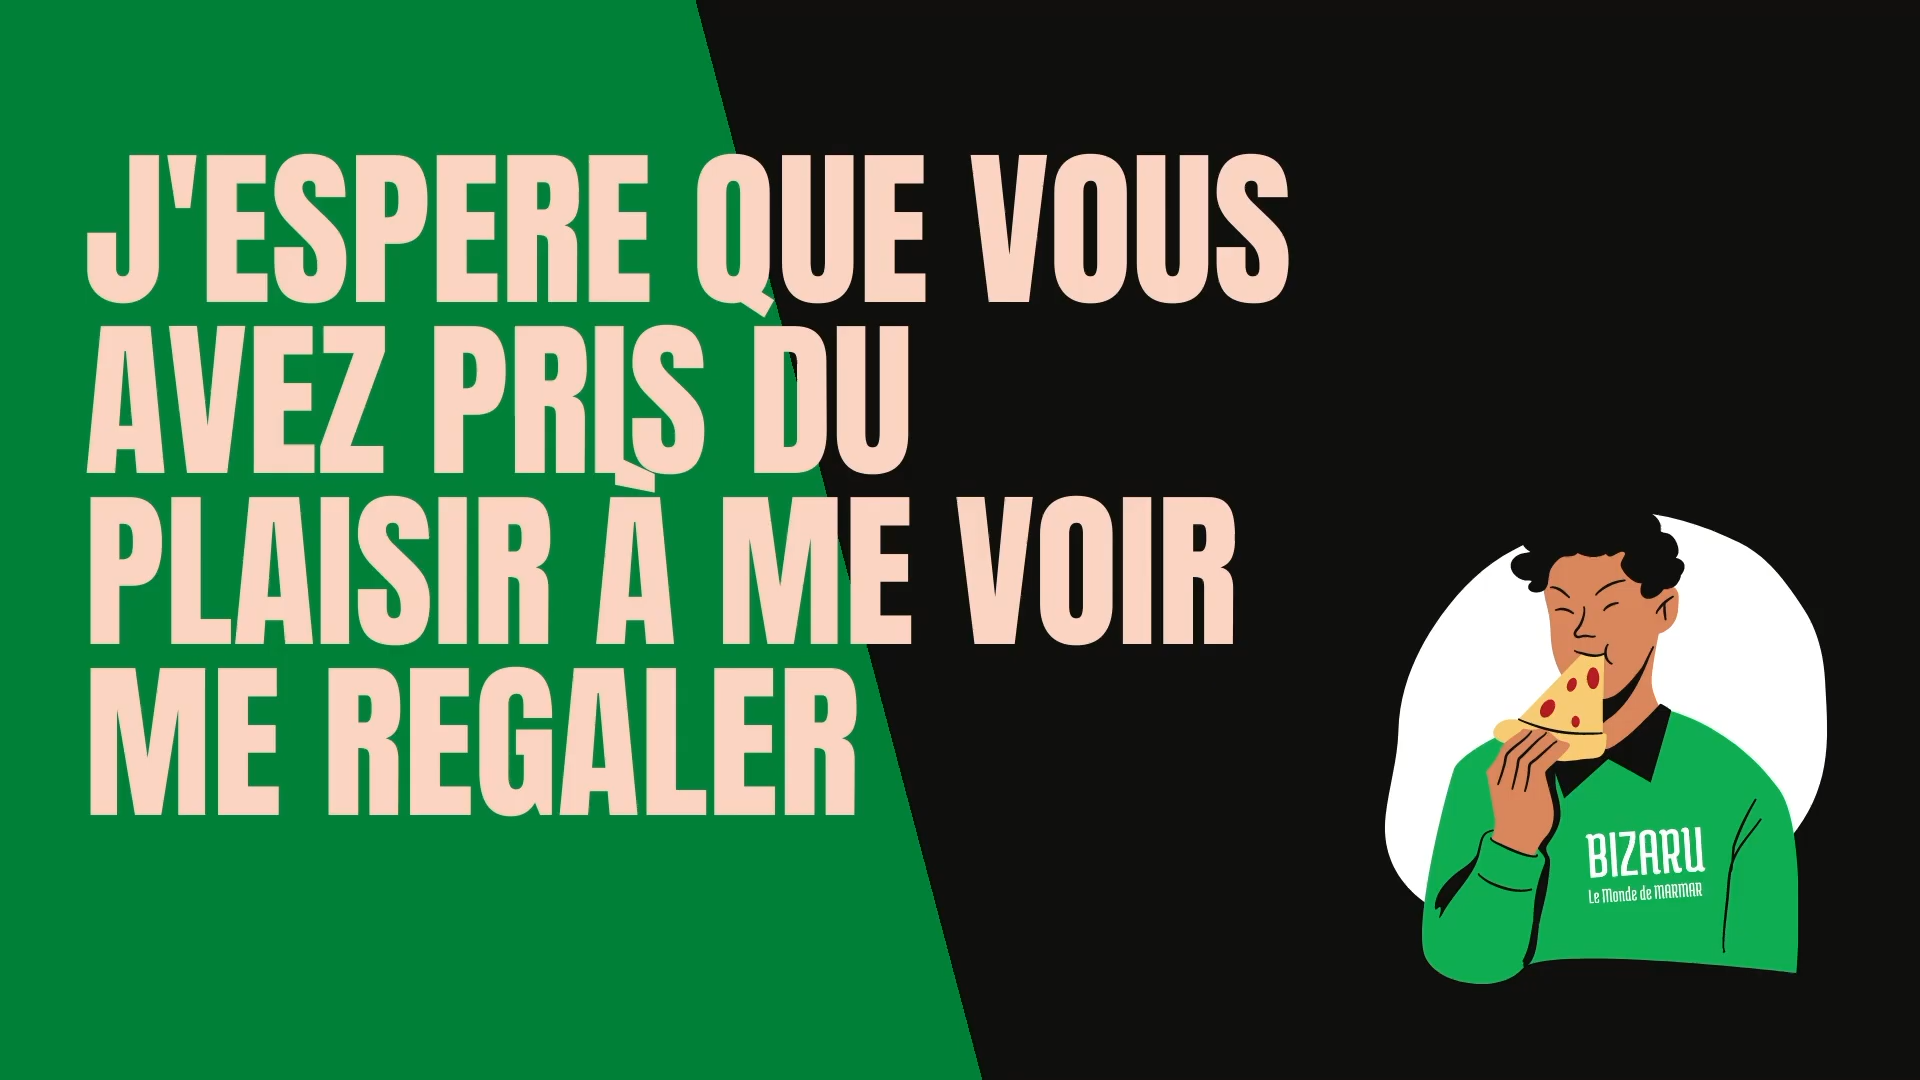 J'ESPERE QUE VOUS
AVEZ PRIS DU
PLAISIR À ME VOIR
ME REGALER
BIZARU
Le Monde de MARMAR